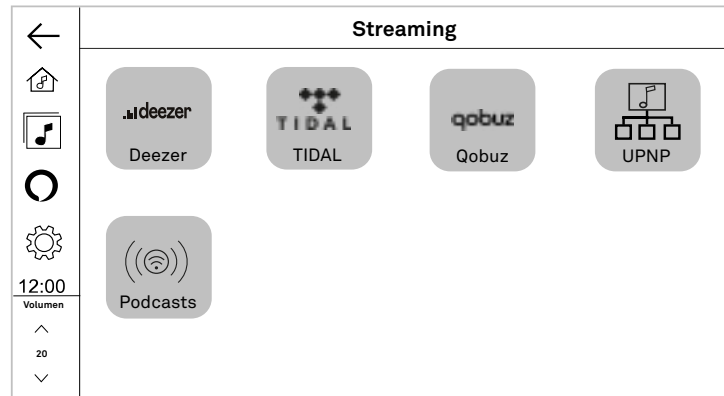 Streaming
deezer
Deezer
TIDAL
TIDAL
qobuz
Qobuz
UPNP
Podcasts
12:00
Volumen
20